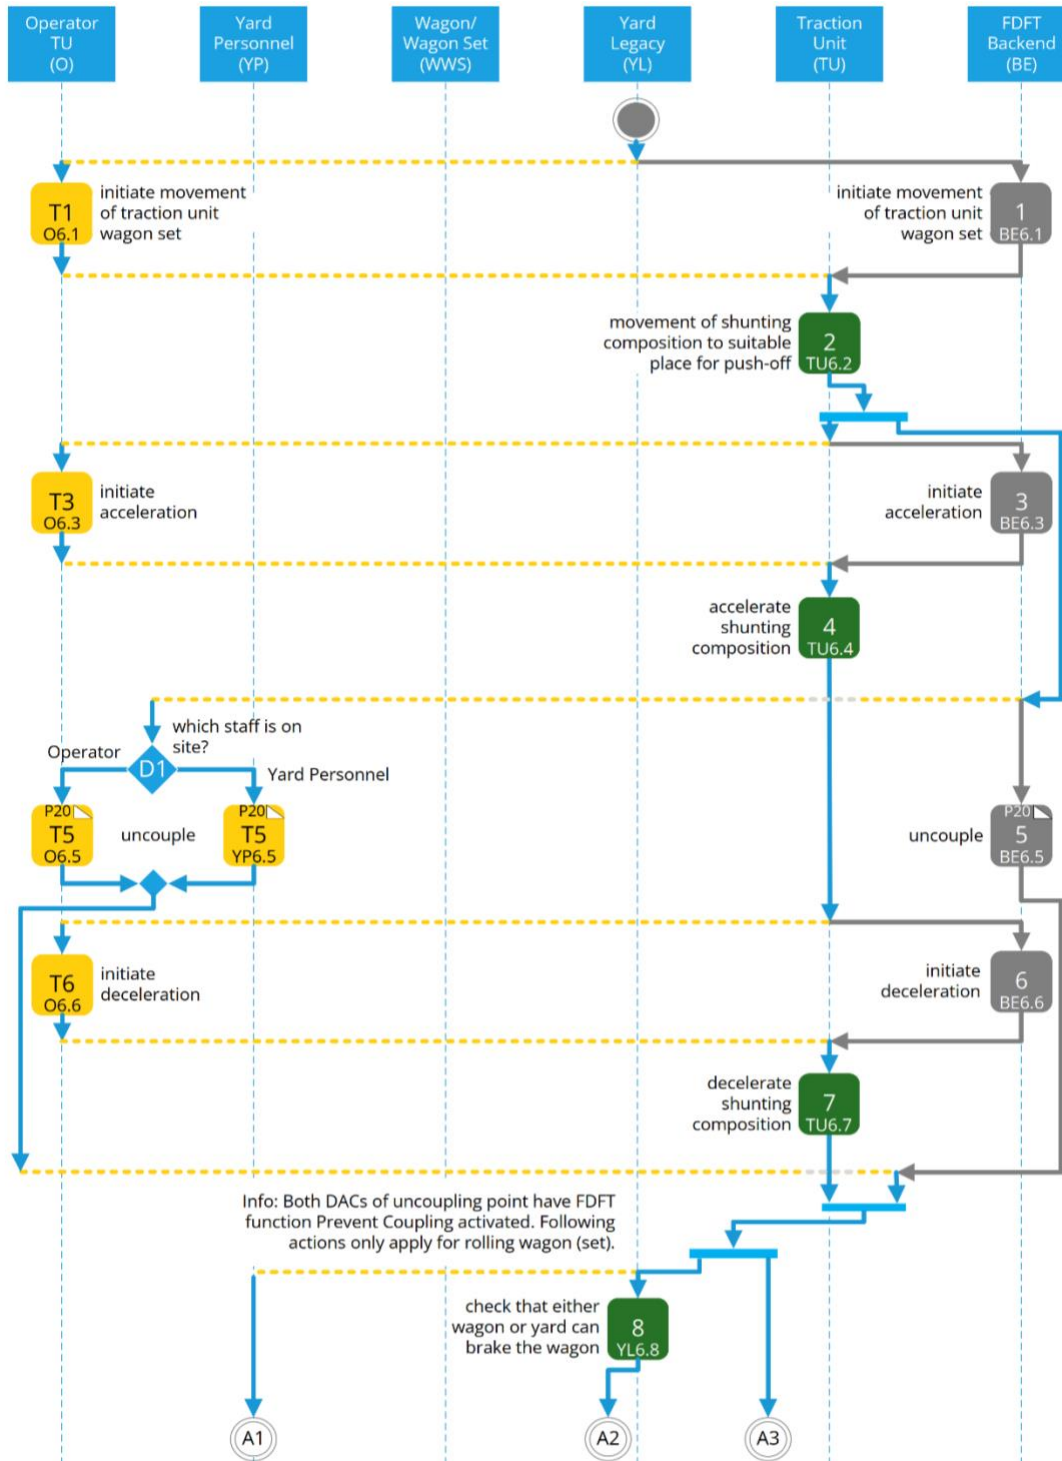 Operator
TU
(O)
Yard
Personnel
(YP)
Wagon/
Wagon Set
(WWS)
Yard
Legacy
(YL)
Traction
Unit
(TU)
FDFT
Backend
(BE)
T1
O6.1
initiate movement
of traction unit
wagon set
initiate movement
of traction unit
wagon set
1
BE6.1
movement of shunting
composition to suitable
place for push-off
2
TU6.2
T3
O6.3
initiate
acceleration
initiate
acceleration
3
BE6.3
accelerate
shunting
composition
4
TU6.4
which staff is on
site?
Operator
D1
Yard Personnel
P20
T5
O6.5
uncouple
P20
T5
YP6.5
uncouple
P20
5
BE6.5
T6
O6.6
initiate
deceleration
initiate
deceleration
6
BE6.6
decelerate
shunting
composition
7
TU6.7
Info: Both DACs of uncoupling point have FDFT
function Prevent Coupling activated. Following
actions only apply for rolling wagon (set).
check that either
wagon or yard can
brake the wagon
8
YL6.8
A1
A2
A3